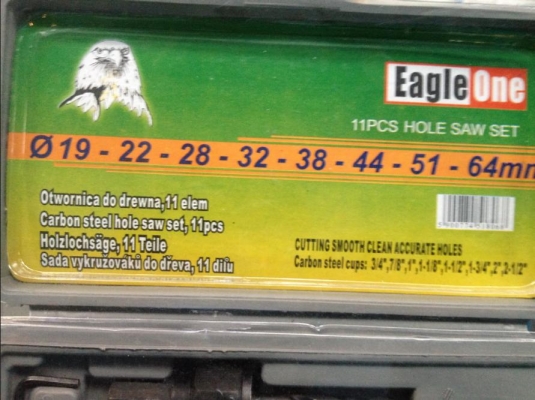 Eagle One
11PCS HOLE SAW SET
Ø19 - 22 - 28 - 32 - 38 - 44 - 51 - 64mm
Otwornica do drewna,11 elem
Carbon steel hole saw set, 11pcs
Holzlochsäge, 11 Teile
Sada vykružovaků do dřeva, 11 dílů
CUTTING SMOOTH CLEAN ACCURATE HOLES
Carbon steel cups: 3/4",7/8",1",1-1/8",1-1/2",1-3/4",2",2-1/2"